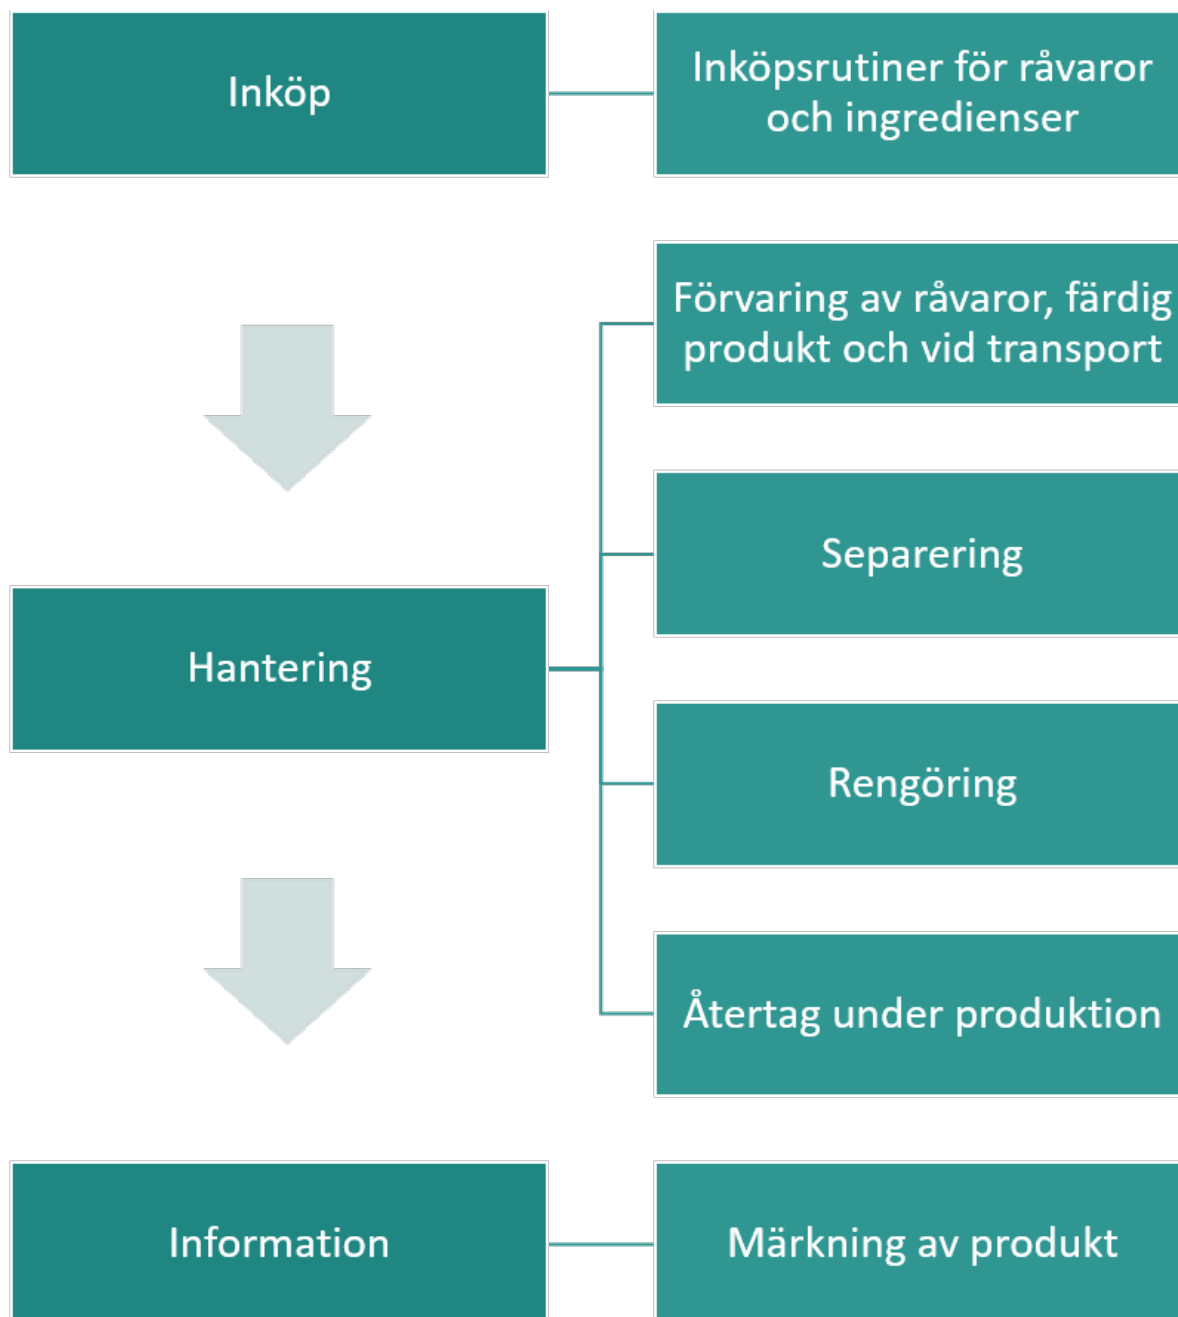 Inköp
Inköpsrutiner för råvaror
och ingredienser
Förvaring av råvaror, färdig
produkt och vid transport
Separering
Hantering
Rengöring
Återtag under produktion
Information
Märkning av produkt